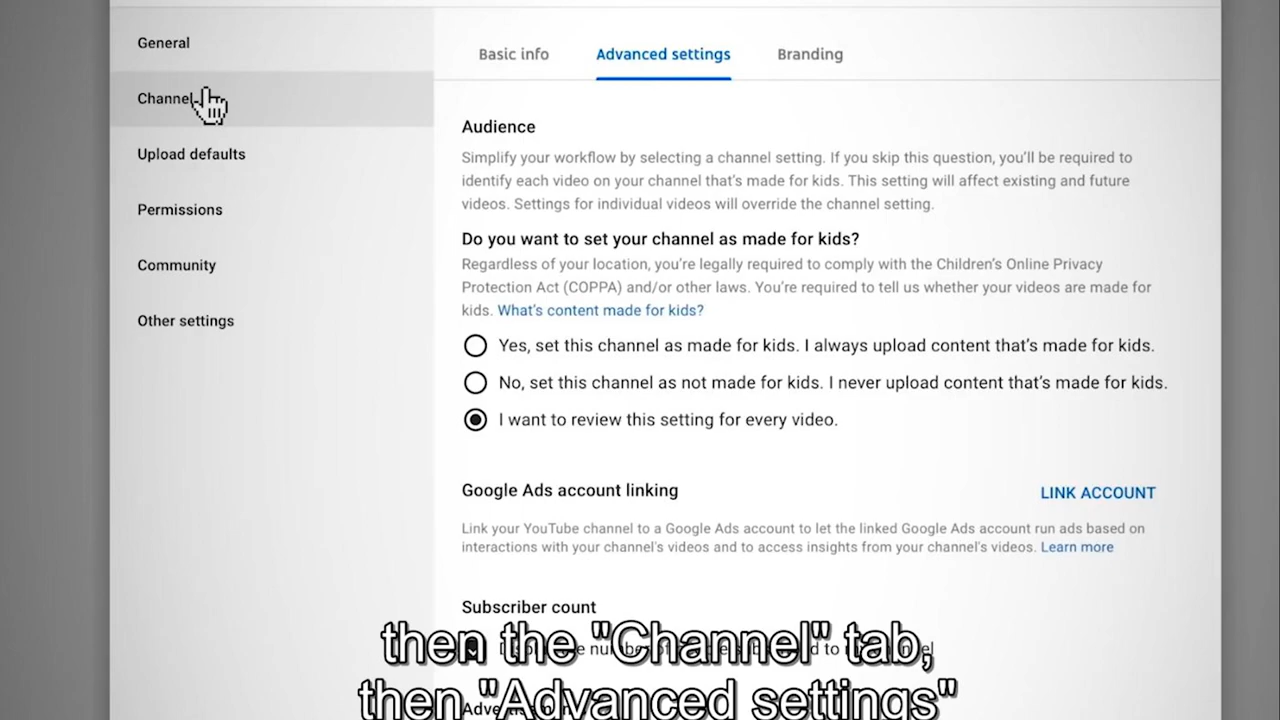 General
Channel
Upload defaults
Permissions
Community
Other settings
Basic info
Advanced settings
Branding
Audience
Simplify your workflow by selecting a channel setting. If you skip this question, you'll be required to
identify each video on your channel that's made for kids. This setting will affect existing and future
videos. Settings for individual videos will override the channel setting.
Do you want to set your channel as made for kids?
Regardless of your location, you're legally required to comply with the Children's Online Privacy
Protection Act (COPPA) and/or other laws. You're required to tell us whether your videos are made for
kids. What's content made for kids?
Yes, set this channel as made for kids. I always upload content that's made for kids.
No, set this channel as not made for kids. I never upload content that's made for kids.
I want to review this setting for every video.
Google Ads account linking
LINK ACCOUNT
Link your YouTube channel to a Google Ads account to let the linked Google Ads account run ads based on
interactions with your channel's videos and to access insights from your channel's videos. Learn more
Subscriber count
then the "Channel" tab,
then "Advanced settings"